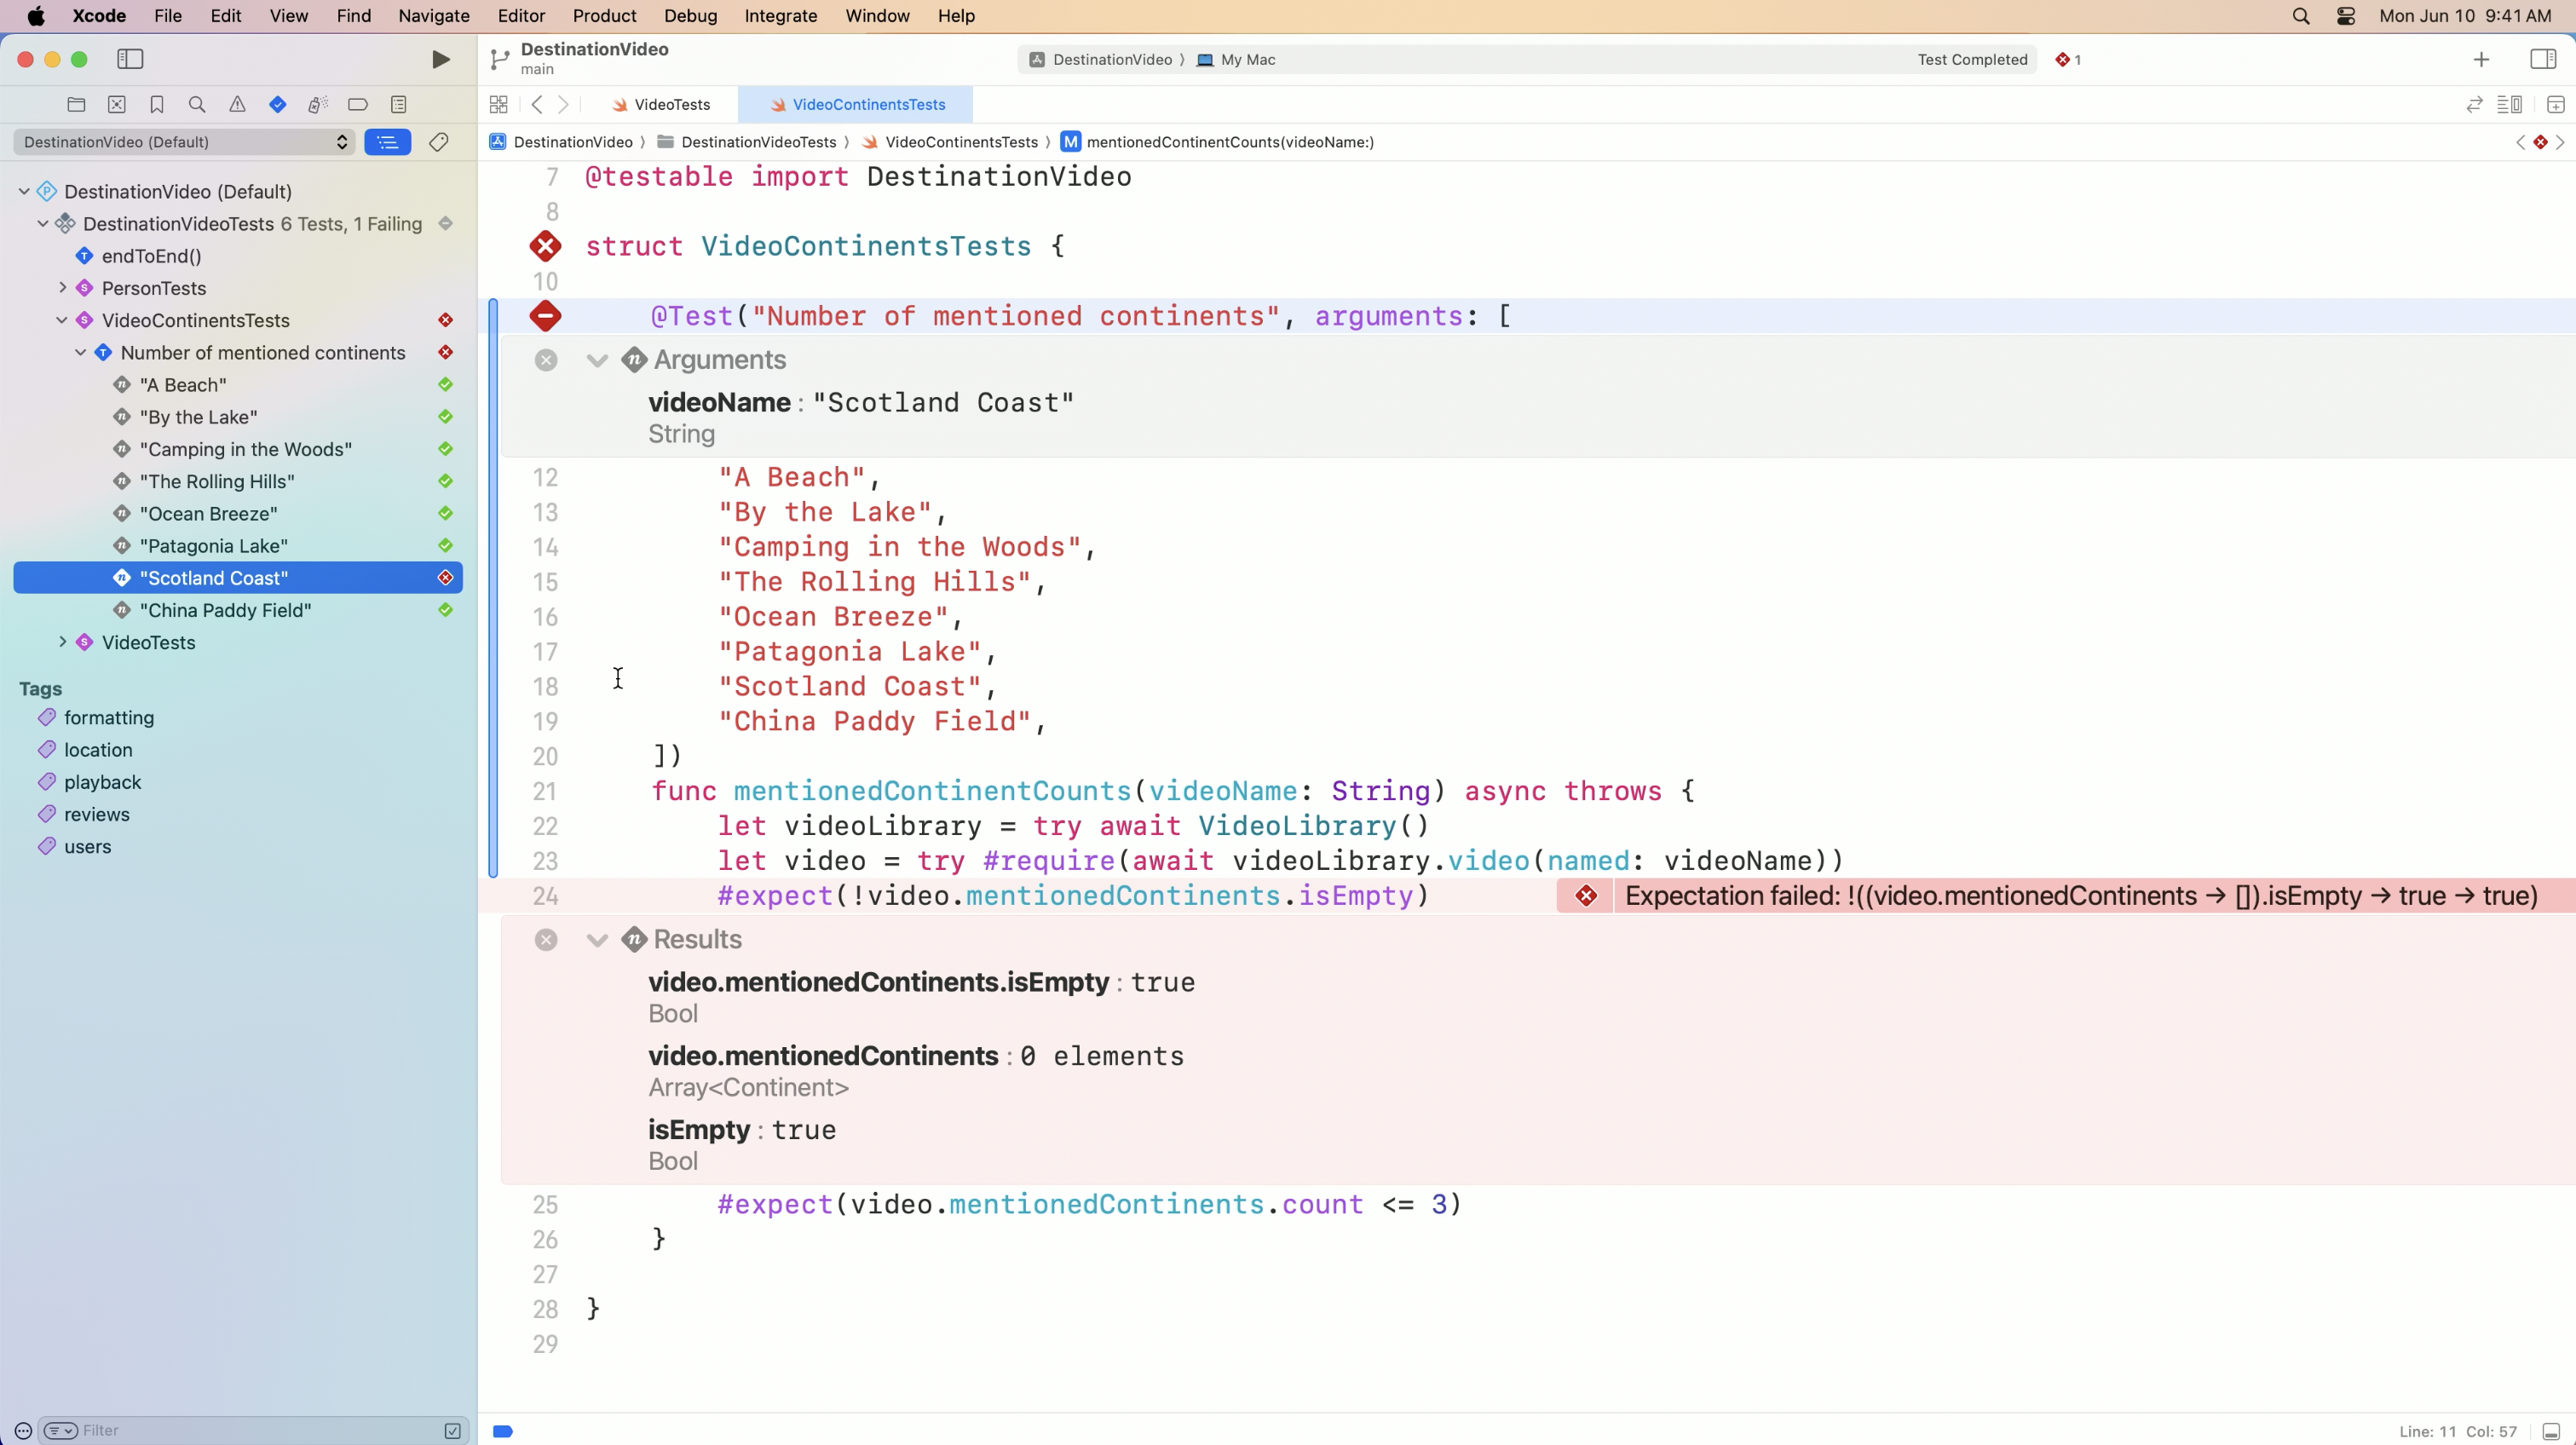 Xcode File Edit View Find Navigate Editor Product Debug Integrate Window Help Mon Jun 10 9:41 AM
DestinationVideo
main
DestinationVideo 〉 My Mac Test Completed 1
VideoTests VideoContinentsTests
DestinationVideo (Default)
DestinationVideo 〉 DestinationVideoTests 〉 VideoContinentsTests 〉 M mentionedContinentCounts(videoName:)
DestinationVideo (Default)
DestinationVideoTests 6 Tests, 1 Failing
endToEnd()
PersonTests
VideoContinentsTests
Number of mentioned continents
"A Beach"
"By the Lake"
"Camping in the Woods"
"The Rolling Hills"
"Ocean Breeze"
"Patagonia Lake"
"Scotland Coast"
"China Paddy Field"
VideoTests
Tags
formatting
location
playback
reviews
users
Filter
7 @testable import DestinationVideo
8
struct VideoContinentsTests {
10
@Test("Number of mentioned continents", arguments: [
Arguments
videoName : "Scotland Coast"
String
12 "A Beach",
13 "By the Lake",
14 "Camping in the Woods",
15 "The Rolling Hills",
16 "Ocean Breeze",
17 "Patagonia Lake",
18 "Scotland Coast",
19 "China Paddy Field",
20 ])
21 func mentionedContinentCounts(videoName: String) async throws {
22 let videoLibrary = try await VideoLibrary()
23 let video = try #require(await videoLibrary.video(named: videoName))
24 #expect(!video.mentionedContinents.isEmpty) Expectation failed: !((video.mentionedContinents → []).isEmpty → true → true)
Results
video.mentionedContinents.isEmpty : true
Bool
video.mentionedContinents : 0 elements
Array<Continent>
isEmpty : true
Bool
25 #expect(video.mentionedContinents.count <= 3)
26 }
27
28 }
29
Line: 11 Col: 57